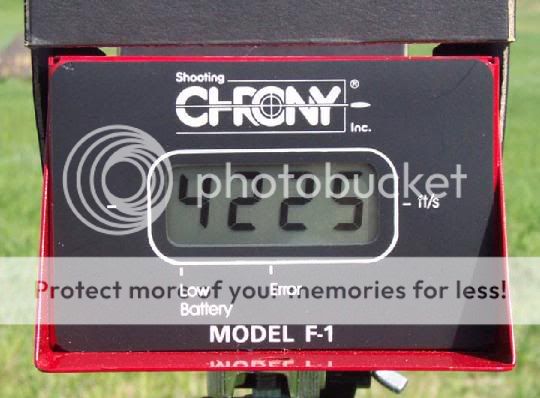 Shooting
CHRONY ®
Inc.
photobucket
4225
ft/s
Protect more of your memories for less!
Low
Battery
Error
MODEL F-1